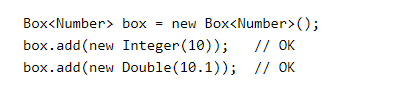 Box<Number> box = new Box<Number>();
box.add(new Integer(10));   // OK
box.add(new Double(10.1));  // OK